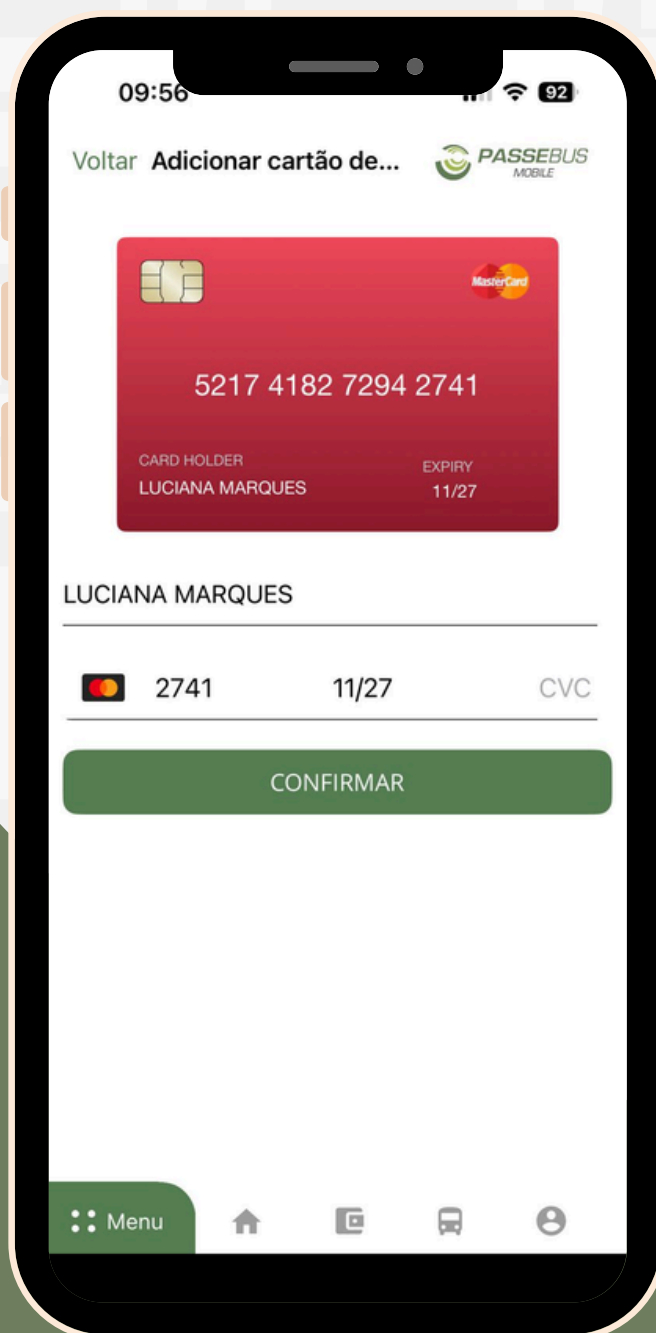 09:56
92
Voltar Adicionar cartão de...
PASSEBUS
MOBILE
MasterCard
5217 4182 7294 2741
CARD HOLDER
EXPIRY
LUCIANA MARQUES
11/27
LUCIANA MARQUES
2741 11/27 CVC
CONFIRMAR
Menu